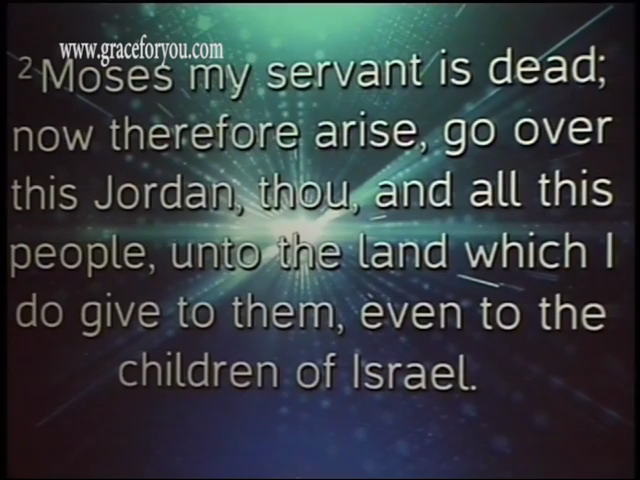 www.graceforyou.com
2 Moses my servant is dead;
now therefore arise, go over
this Jordan, thou, and all this
people, unto the land which I
do give to them, even to the
children of Israel.